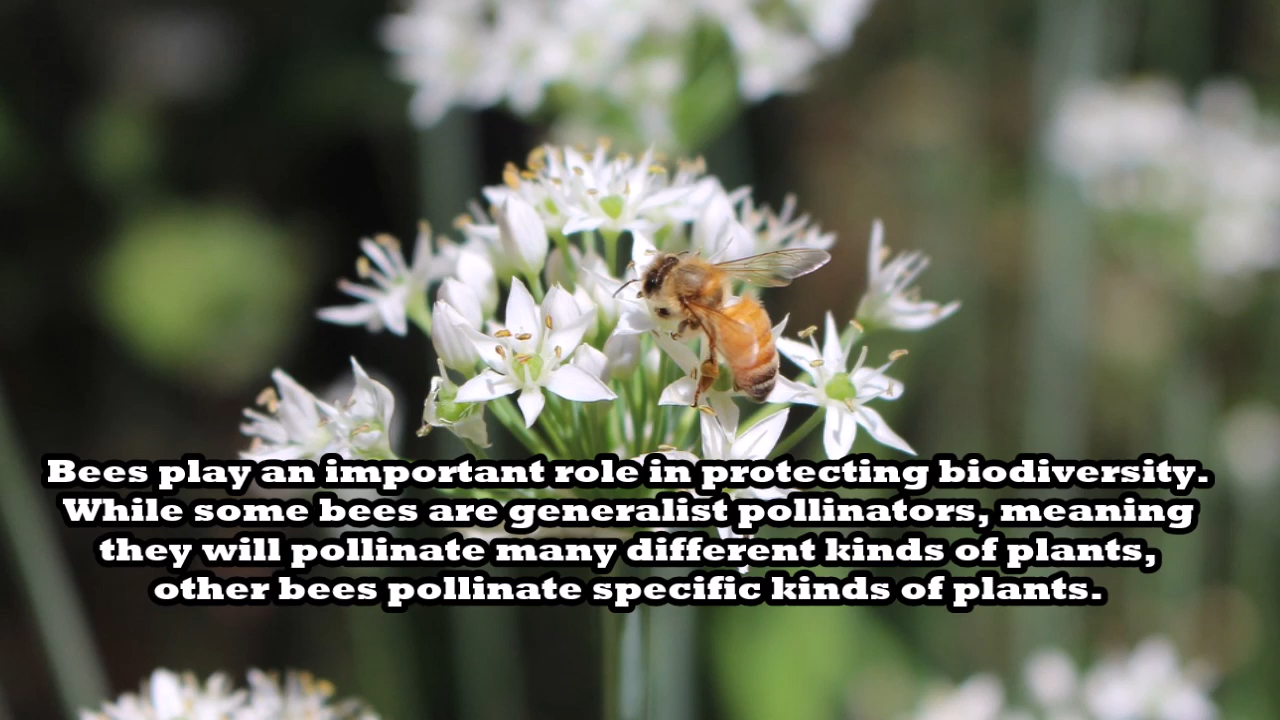 Bees play an important role in protecting biodiversity.
While some bees are generalist pollinators, meaning
they will pollinate many different kinds of plants,
other bees pollinate specific kinds of plants.